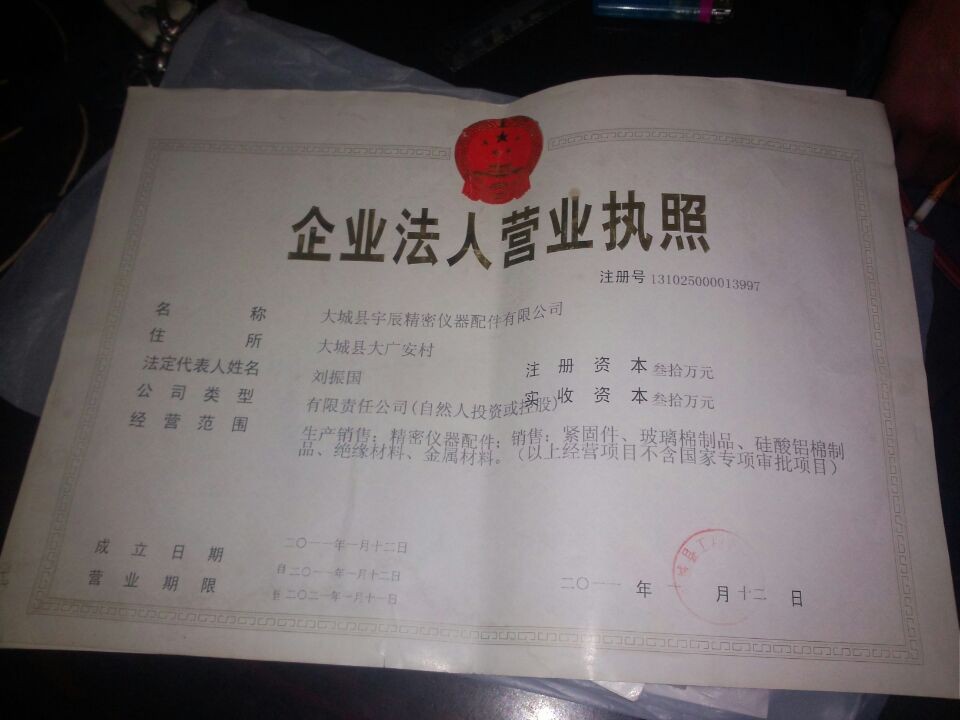 企业法人营业执照
注册号 131025000013997
名称 大城县宇辰精密仪器配件有限公司
住所 大城县大广安村
法定代表人姓名 刘振国
注册资本 叁拾万元
公司类型 有限责任公司(自然人投资或控股)
实收资本 叁拾万元
经营范围 生产销售：精密仪器配件；销售：紧固件、玻璃棉制品、硅酸铝棉制
品、绝缘材料、金属材料。（以上经营项目不含国家专项审批项目）
成立日期 二〇一一年一月十二日
营业期限 自二〇一一年一月十二日
至二〇二一年一月十一日
二〇一一 年 月十二 日